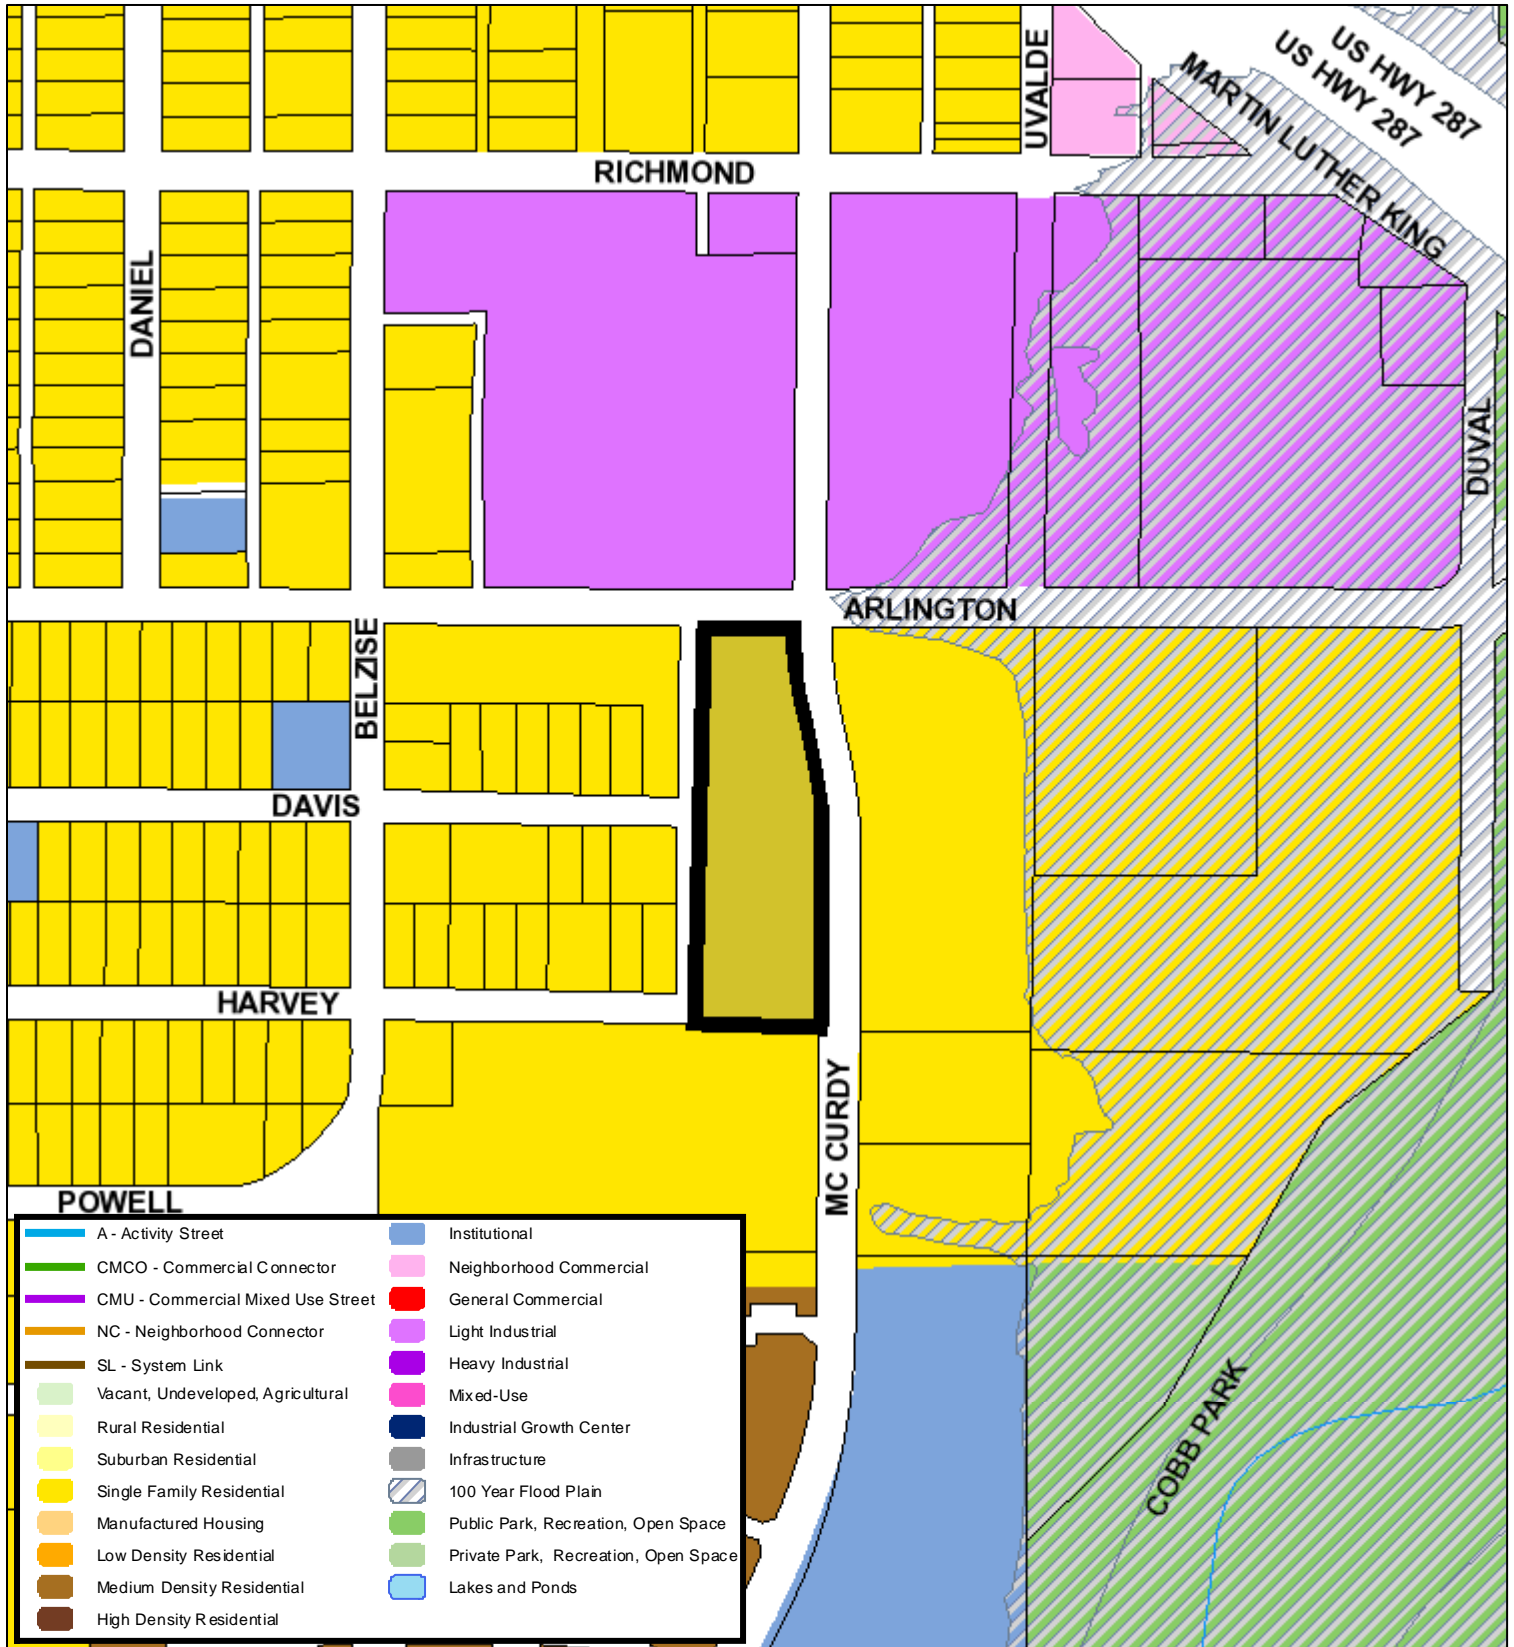 UVALDE
US HWY 287
US HWY 287
MARTIN LUTHER KING
RICHMOND
DANIEL
DUVAL
ARLINGTON
BELZISE
DAVIS
HARVEY
MC CURDY
POWELL
COBB PARK
A - Activity Street
CMCO - Commercial Connector
CMU - Commercial Mixed Use Street
NC - Neighborhood Connector
SL - System Link
Vacant, Undeveloped, Agricultural
Rural Residential
Suburban Residential
Single Family Residential
Manufactured Housing
Low Density Residential
Medium Density Residential
High Density Residential
Institutional
Neighborhood Commercial
General Commercial
Light Industrial
Heavy Industrial
Mixed-Use
Industrial Growth Center
Infrastructure
100 Year Flood Plain
Public Park, Recreation, Open Space
Private Park, Recreation, Open Space
Lakes and Ponds